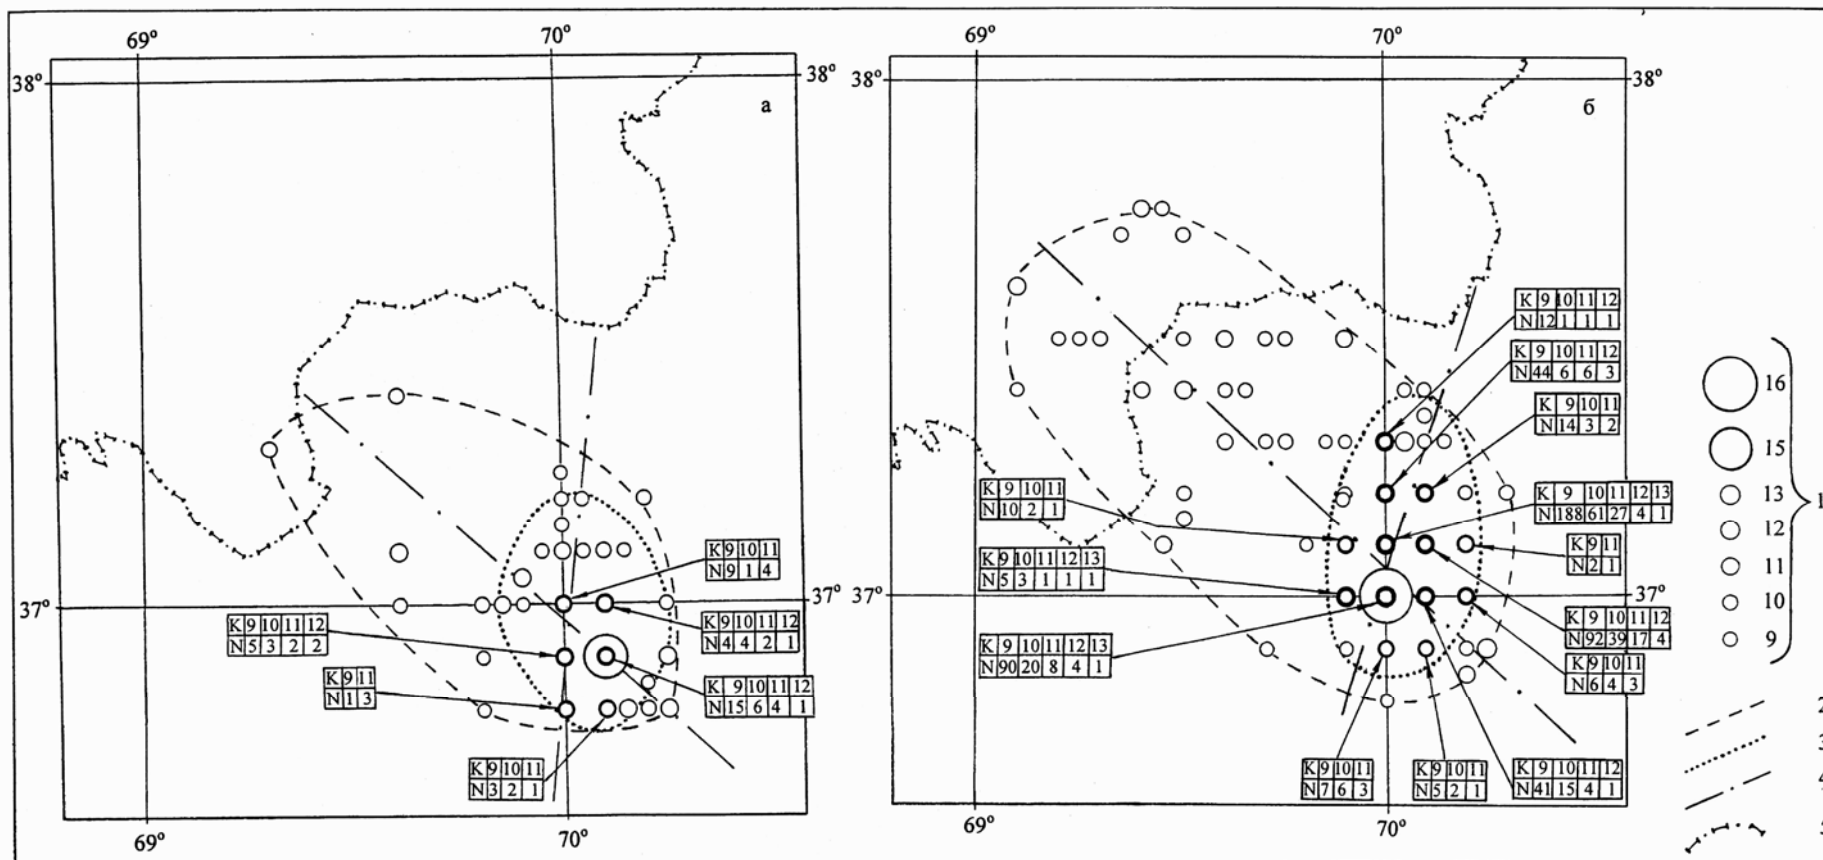 69°
70°
38°
38°
а
37°
37°
K 9 10 11
N 9 1 4
K 9 10 11 12
N 5 3 2 2
K 9 10 11 12
N 4 4 2 1
K 9 11
N 1 3
K 9 10 11 12
N 15 6 4 1
K 9 10 11
N 3 2 1
69°
70°
69°
70°
38°
б
37°
37°
K 9 10 11 12
N 12 1 1 1
K 9 10 11 12
N 44 6 6 3
K 9 10 11
N 14 3 2
K 9 10 11
N 10 2 1
K 9 10 11 12 13
N 188 61 27 4 1
K 9 11
N 2 1
K 9 10 11 12 13
N 5 3 1 1 1
K 9 10 11 12
N 92 39 17 4
K 9 10 11 12 13
N 90 20 8 4 1
K 9 10 11
N 6 4 3
K 9 10 11
N 7 6 3
K 9 10 11
N 5 2 1
K 9 10 11 12
N 41 15 4 1
69°
70°
16
15
13
12
11
10
9
1
2
3
4